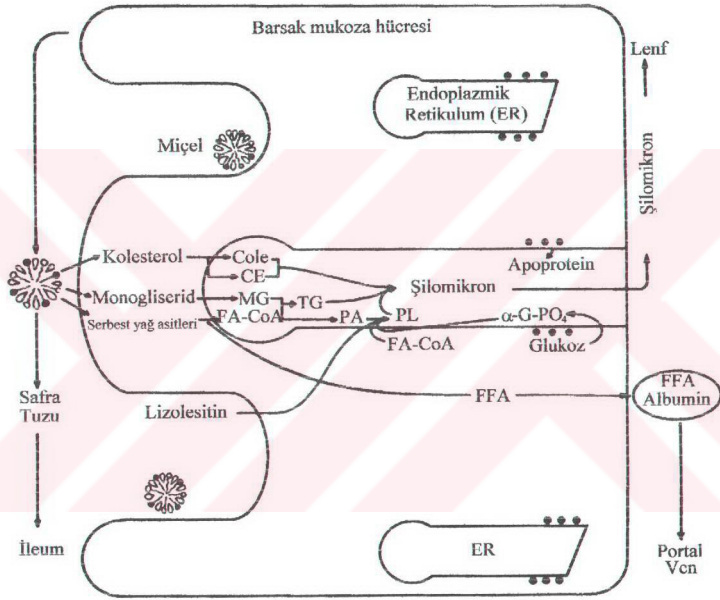 Barsak mukoza hücresi
Lenf
Endoplazmik
Retikulum (ER)
Miçel
Şilomikron
Kolesterol
Cole
CE
Apoprotein
Şilomikron
Monogliserid
MG
TG
Serbest yağ asitleri
FA-CoA
PA
PL
α-G-PO₄
FA-CoA
Glukoz
Safra
Tuzu
Lizolesitin
FFA
FFA
Albumin
İleum
ER
Portal
Ven